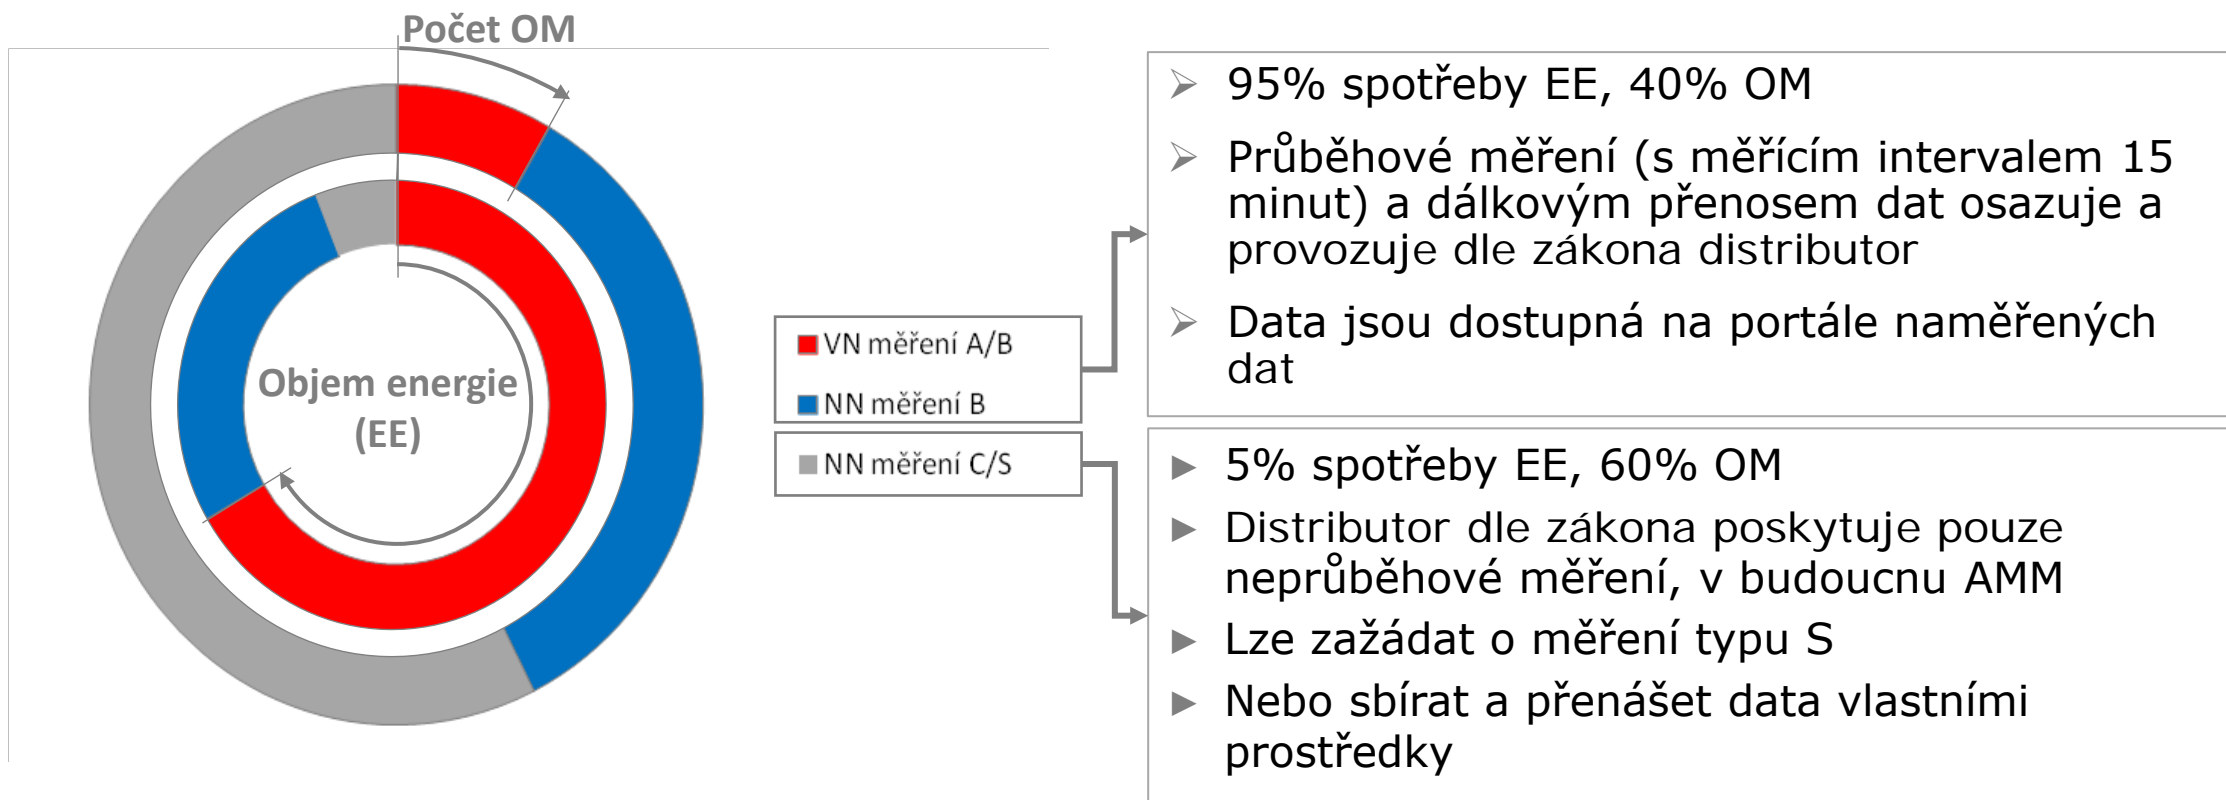 Počet OM
Objem energie
(EE)
VN měření A/B
NN měření B
NN měření C/S
95% spotřeby EE, 40% OM
Průběhové měření (s měřícím intervalem 15
minut) a dálkovým přenosem dat osazuje a
provozuje dle zákona distributor
Data jsou dostupná na portále naměřených
dat
5% spotřeby EE, 60% OM
Distributor dle zákona poskytuje pouze
neprůběhové měření, v budoucnu AMM
Lze zažádat o měření typu S
Nebo sbírat a přenášet data vlastními
prostředky